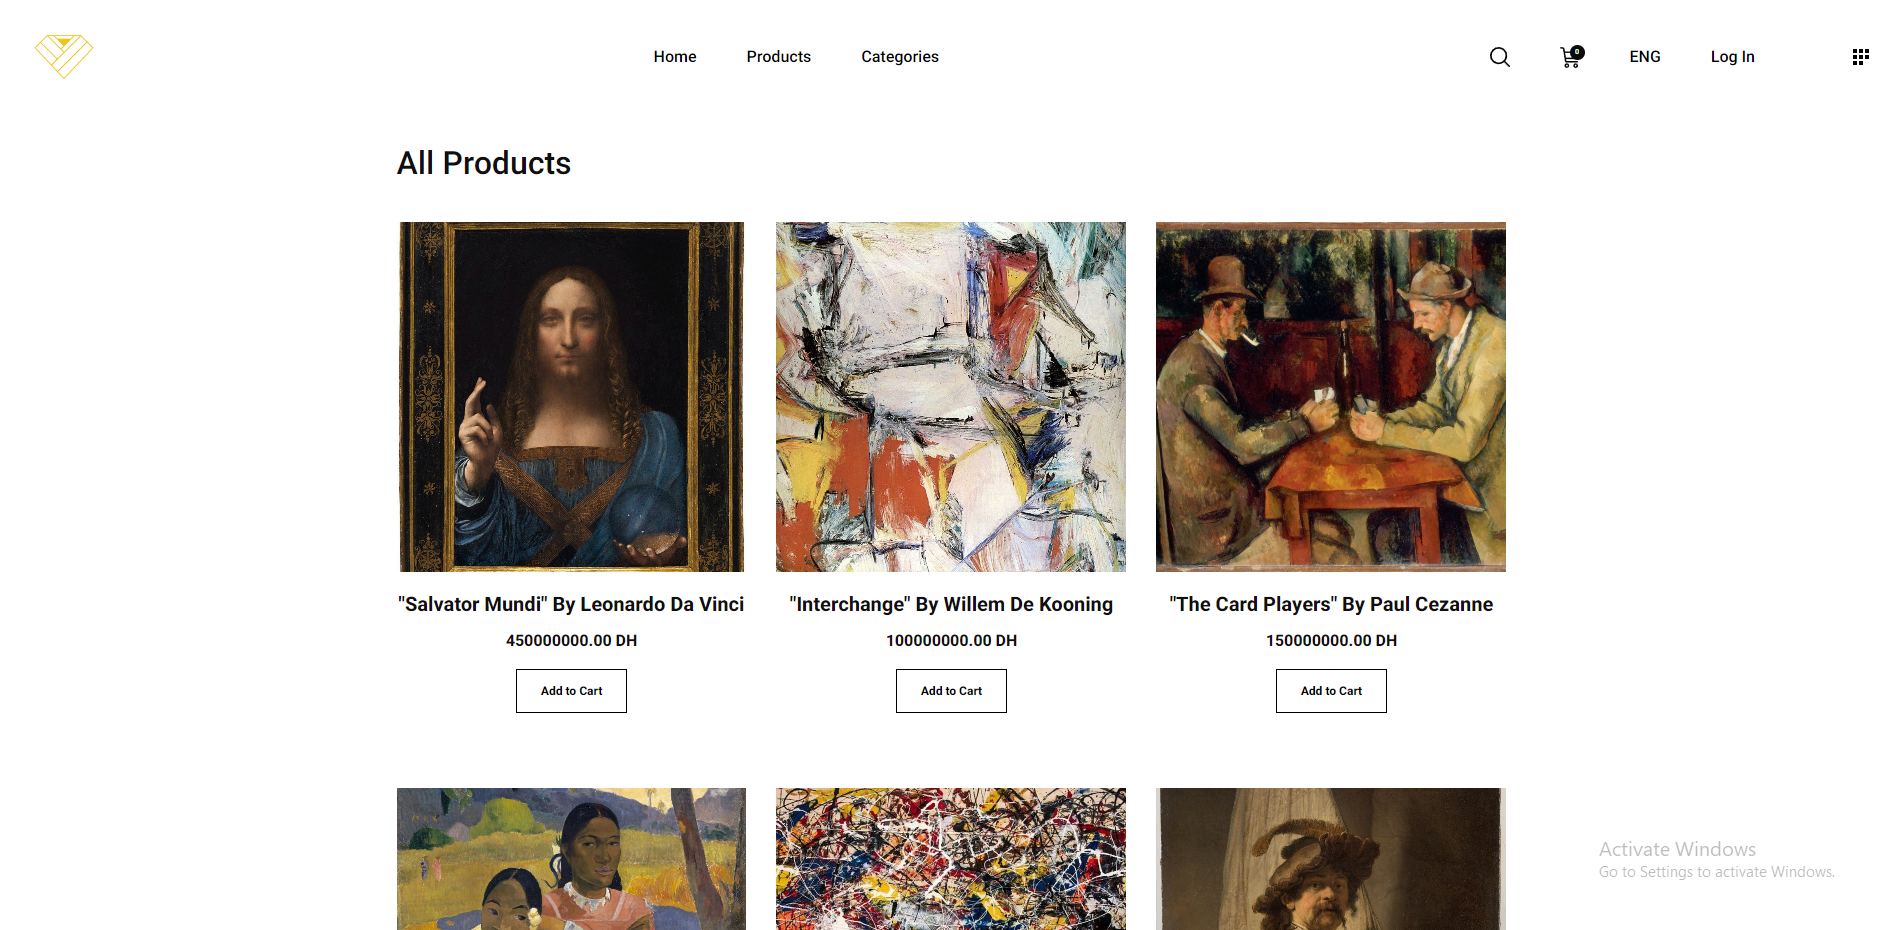 Home Products Categories 0 ENG Log In
All Products
"Salvator Mundi" By Leonardo Da Vinci
450000000.00 DH
Add to Cart
"Interchange" By Willem De Kooning
100000000.00 DH
Add to Cart
"The Card Players" By Paul Cezanne
150000000.00 DH
Add to Cart
Activate Windows
Go to Settings to activate Windows.